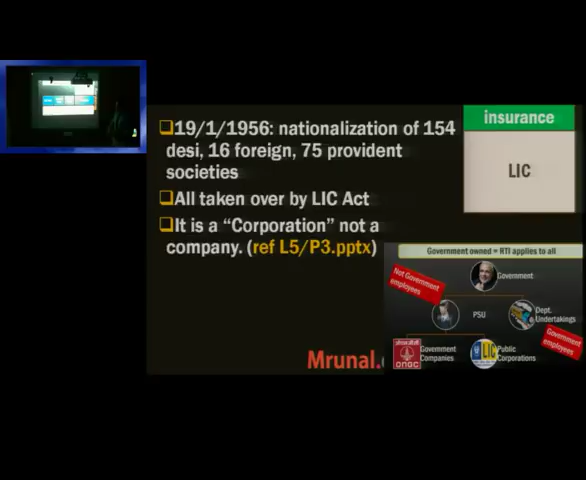 ❑19/1/1956: nationalization of 154
desi, 16 foreign, 75 provident
societies
❑All taken over by LIC Act
❑It is a “Corporation” not a
company. (ref L5/P3.pptx)
insurance
LIC
Government owned = RTI applies to all
Not Government
employees
Government
PSU
Dept.
Undertakings
Government
employees
ONGC
Government
Companies
LIC
Public
Corporations
Mrunal.